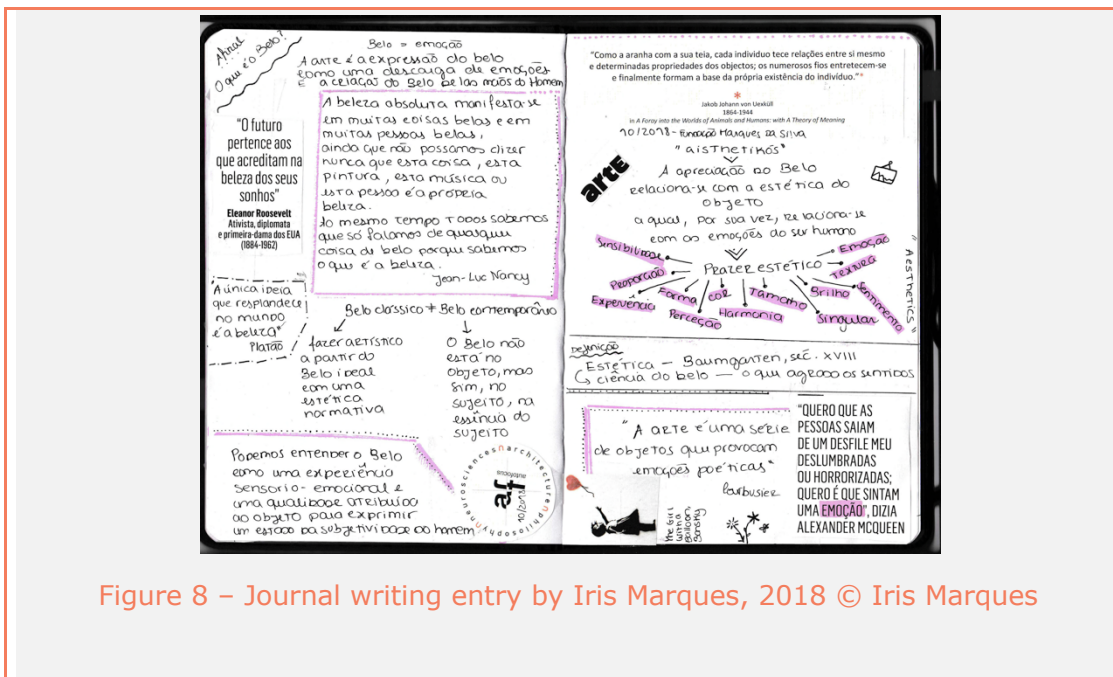 Afinal
O que é o Belo?
Belo = emoção
A arte é a expressão do belo
como uma descarga de emoções
É a criação do Belo pelas mãos do Homem
"O futuro
pertence aos
que acreditam na
beleza dos seus
sonhos"
Eleanor Roosevelt
Ativista, diplomata
e primeira-dama dos EUA
(1884-1962)
A beleza absoluta manifesta-se
em muitas coisas belas e em
muitas pessoas belas,
ainda que não possamos dizer
nunca que esta coisa, esta
pintura, esta música ou
esta pessoa é a própria
beleza.
Ao mesmo tempo todos sabemos
que só falamos de qualquer
coisa de belo porque sabemos
o que é a beleza.
Jean-Luc Nancy
"A única ideia
que resplandece
no mundo
é a beleza"
Platão
Belo clássico ≠ Belo contemporâneo
fazer artístico
a partir do
Belo ideal
com uma
estética
normativa
O Belo não
está no
objeto, mas
sim, no
sujeito, na
essência do
sujeito
Podemos entender o Belo
como uma experiência
sensorio-emocional e
uma qualidade atribuída
ao objeto para exprimir
um estado da subjetividade do homem.
neurosciencesnarchitecturenphilosophyn
10/2018
"Como a aranha com a sua teia, cada individuo tece relações entre si mesmo
e determinadas propriedades dos objectos; os numerosos fios entretecem-se
e finalmente formam a base da própria existência do indivíduo."*
*
Jakob Johann von Uexküll
1864-1944
in A Foray into the Worlds of Animals and Humans: with A Theory of Meaning
10/2018 - Fundação Marques da Silva
"aisthetikós"
artE
A apreciação do Belo
relaciona-se com a estética do
objeto
a qual, por sua vez, relaciona-se
com as emoções do ser humano
Prazer estético
Sensibilidade
Proporção
Experiência
Forma
Perceção
cor
Harmonia
Tamanho
Singular
Brilho
Sentimento
Textura
Emoção
"Aesthetics"
Definição
Estética - Baumgarten, séc. XVIII
ciência do belo - o que agrada os sentidos
"A arte é uma série
de objetos que provocam
emoções poéticas"
the Girl
with a
Balloon
Banksy
"QUERO QUE AS
PESSOAS SAIAM
DE UM DESFILE MEU
DESLUMBRADAS
OU HORRORIZADAS;
QUERO É QUE SINTAM
UMA EMOÇÃO", DIZIA
ALEXANDER MCQUEEN
Figure 8 – Journal writing entry by Iris Marques, 2018 © Iris Marques